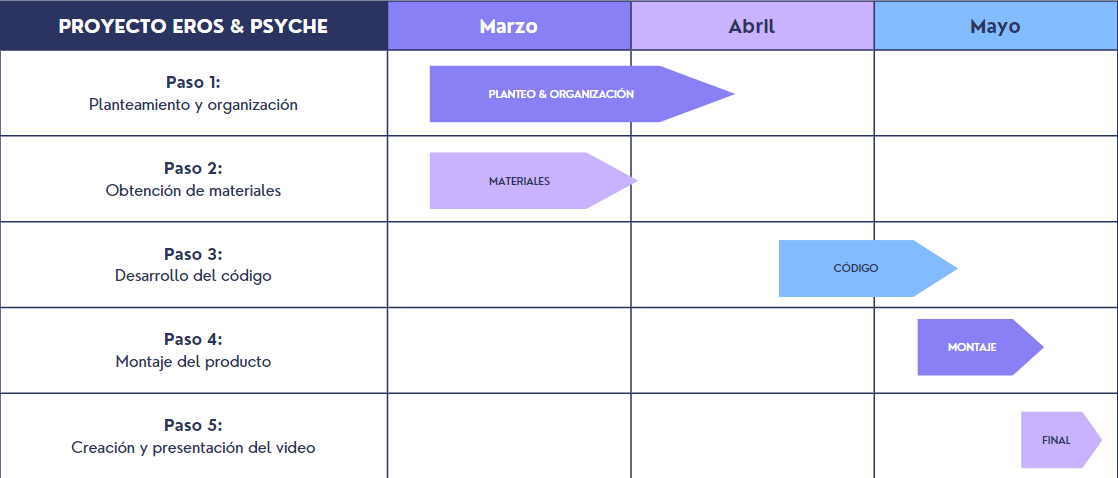 PROYECTO EROS & PSYCHE
Marzo
Abril
Mayo
Paso 1:
Planteamiento y organización
PLANTEO & ORGANIZACIÓN
Paso 2:
Obtención de materiales
MATERIALES
Paso 3:
Desarrollo del código
CÓDIGO
Paso 4:
Montaje del producto
MONTAJE
Paso 5:
Creación y presentación del video
FINAL